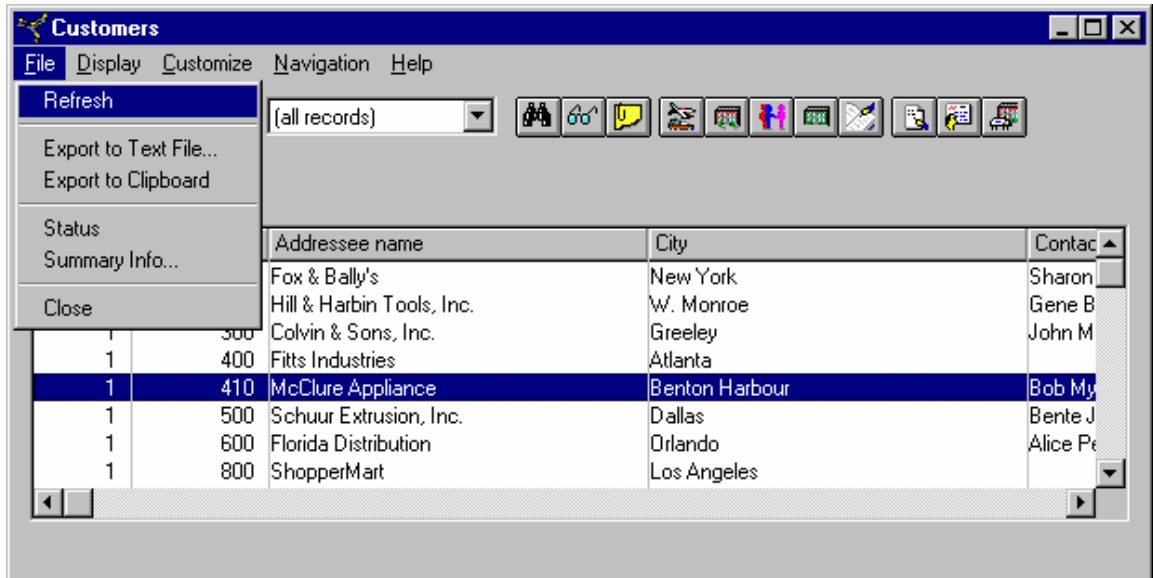 Customers
File Display Customize Navigation Help
Refresh
(all records)
Export to Text File...
Export to Clipboard
Status
Summary Info...
Close
Addressee name City Contac
Fox & Bally's New York Sharon
Hill & Harbin Tools, Inc. W. Monroe Gene B
1 300 Colvin & Sons, Inc. Greeley John M
1 400 Fitts Industries Atlanta
1 410 McClure Appliance Benton Harbour Bob My
1 500 Schuur Extrusion, Inc. Dallas Bente J
1 600 Florida Distribution Orlando Alice Pe
1 800 ShopperMart Los Angeles